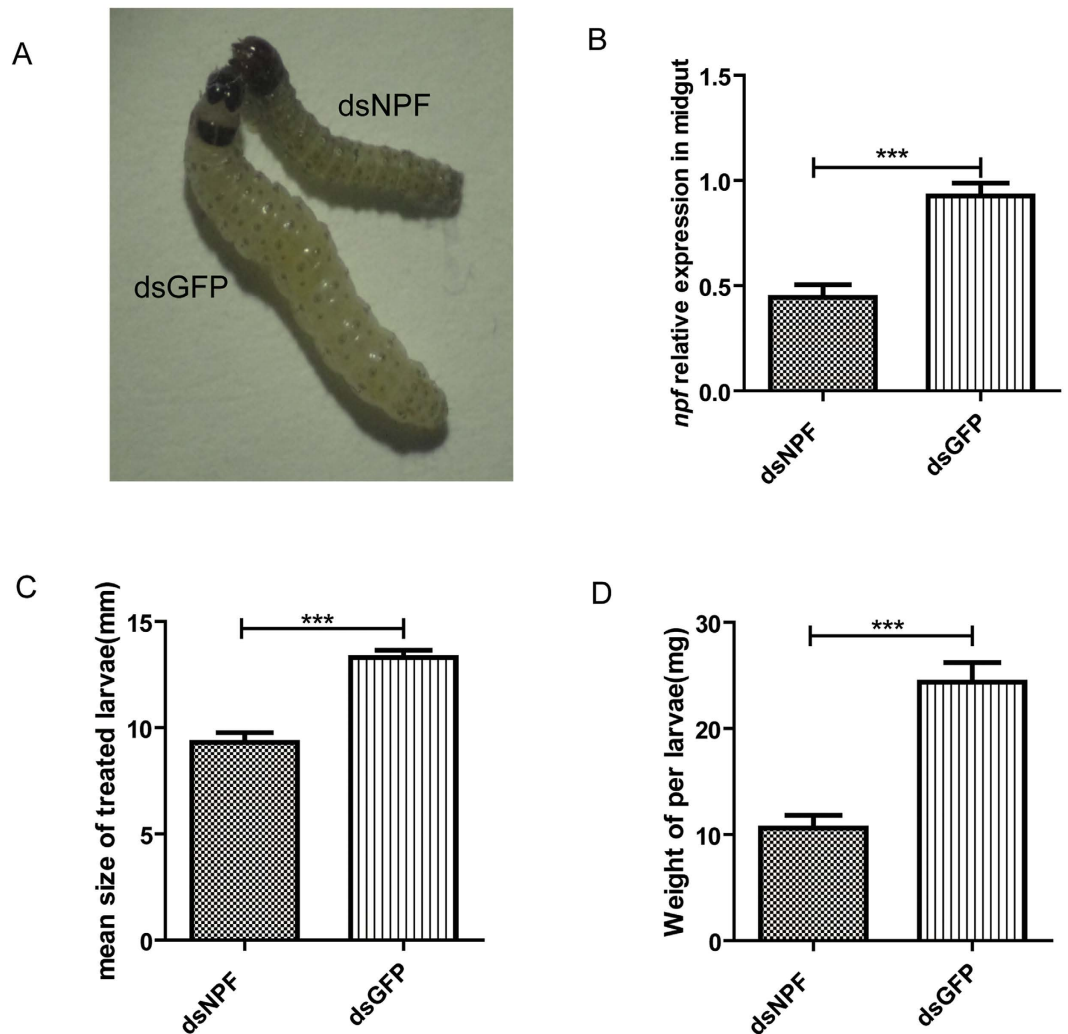 A
dsNPF
dsGFP
B
npf relative expression in midgut
1.5
1.0
0.5
0.0
***
dsNPF
dsGFP
C
mean size of treated larvae(mm)
15
10
5
0
***
dsNPF
dsGFP
D
Weight of per larvae(mg)
30
20
10
0
***
dsNPF
dsGFP